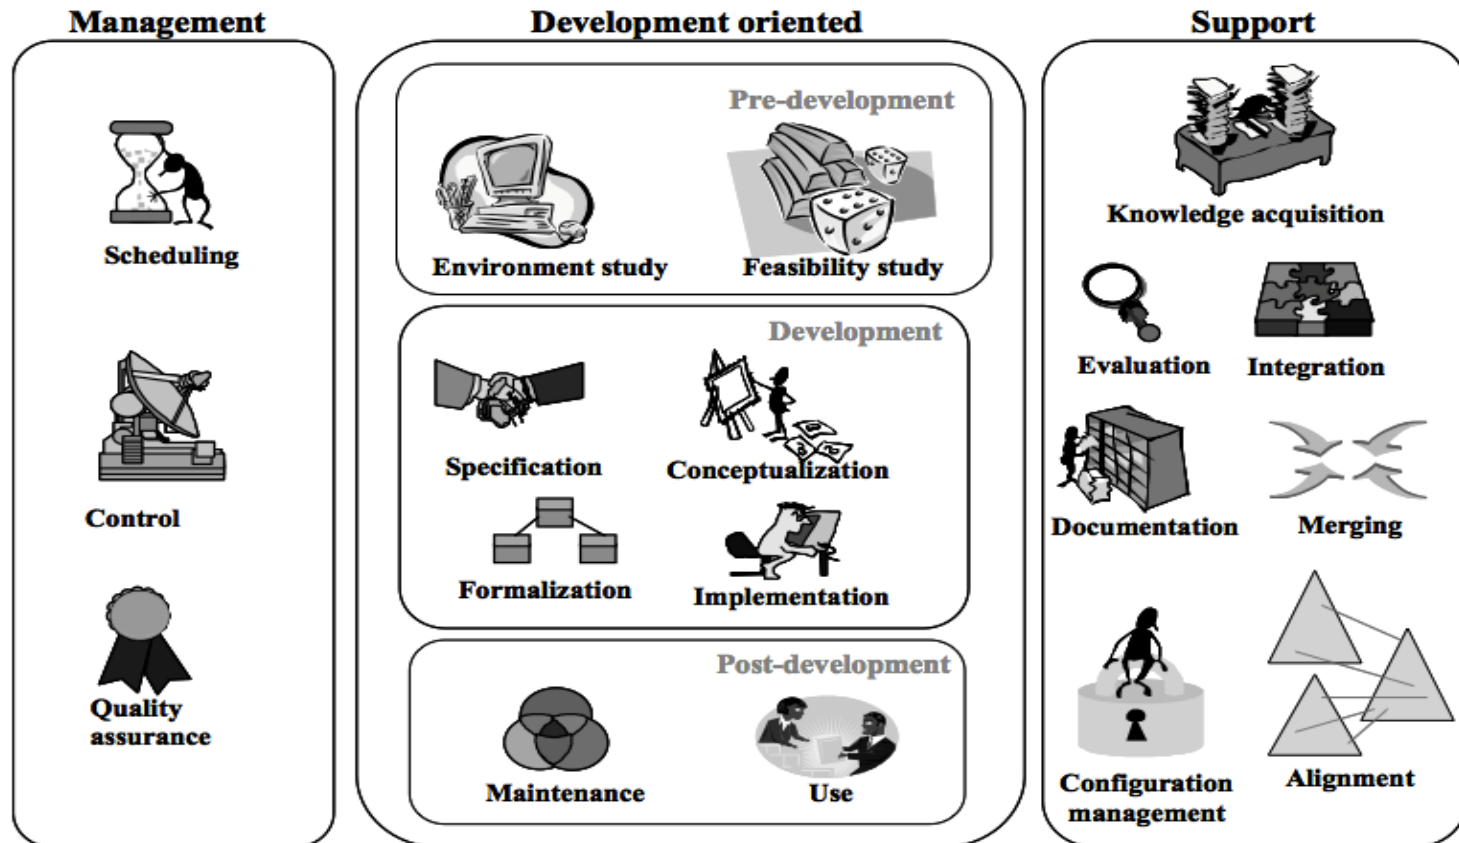 Management
Development oriented
Support
Scheduling
Control
Quality
assurance
Pre-development
Environment study
Feasibility study
Development
Specification
Conceptualization
Formalization
Implementation
Post-development
Maintenance
Use
Knowledge acquisition
Evaluation
Integration
Documentation
Merging
Configuration
management
Alignment